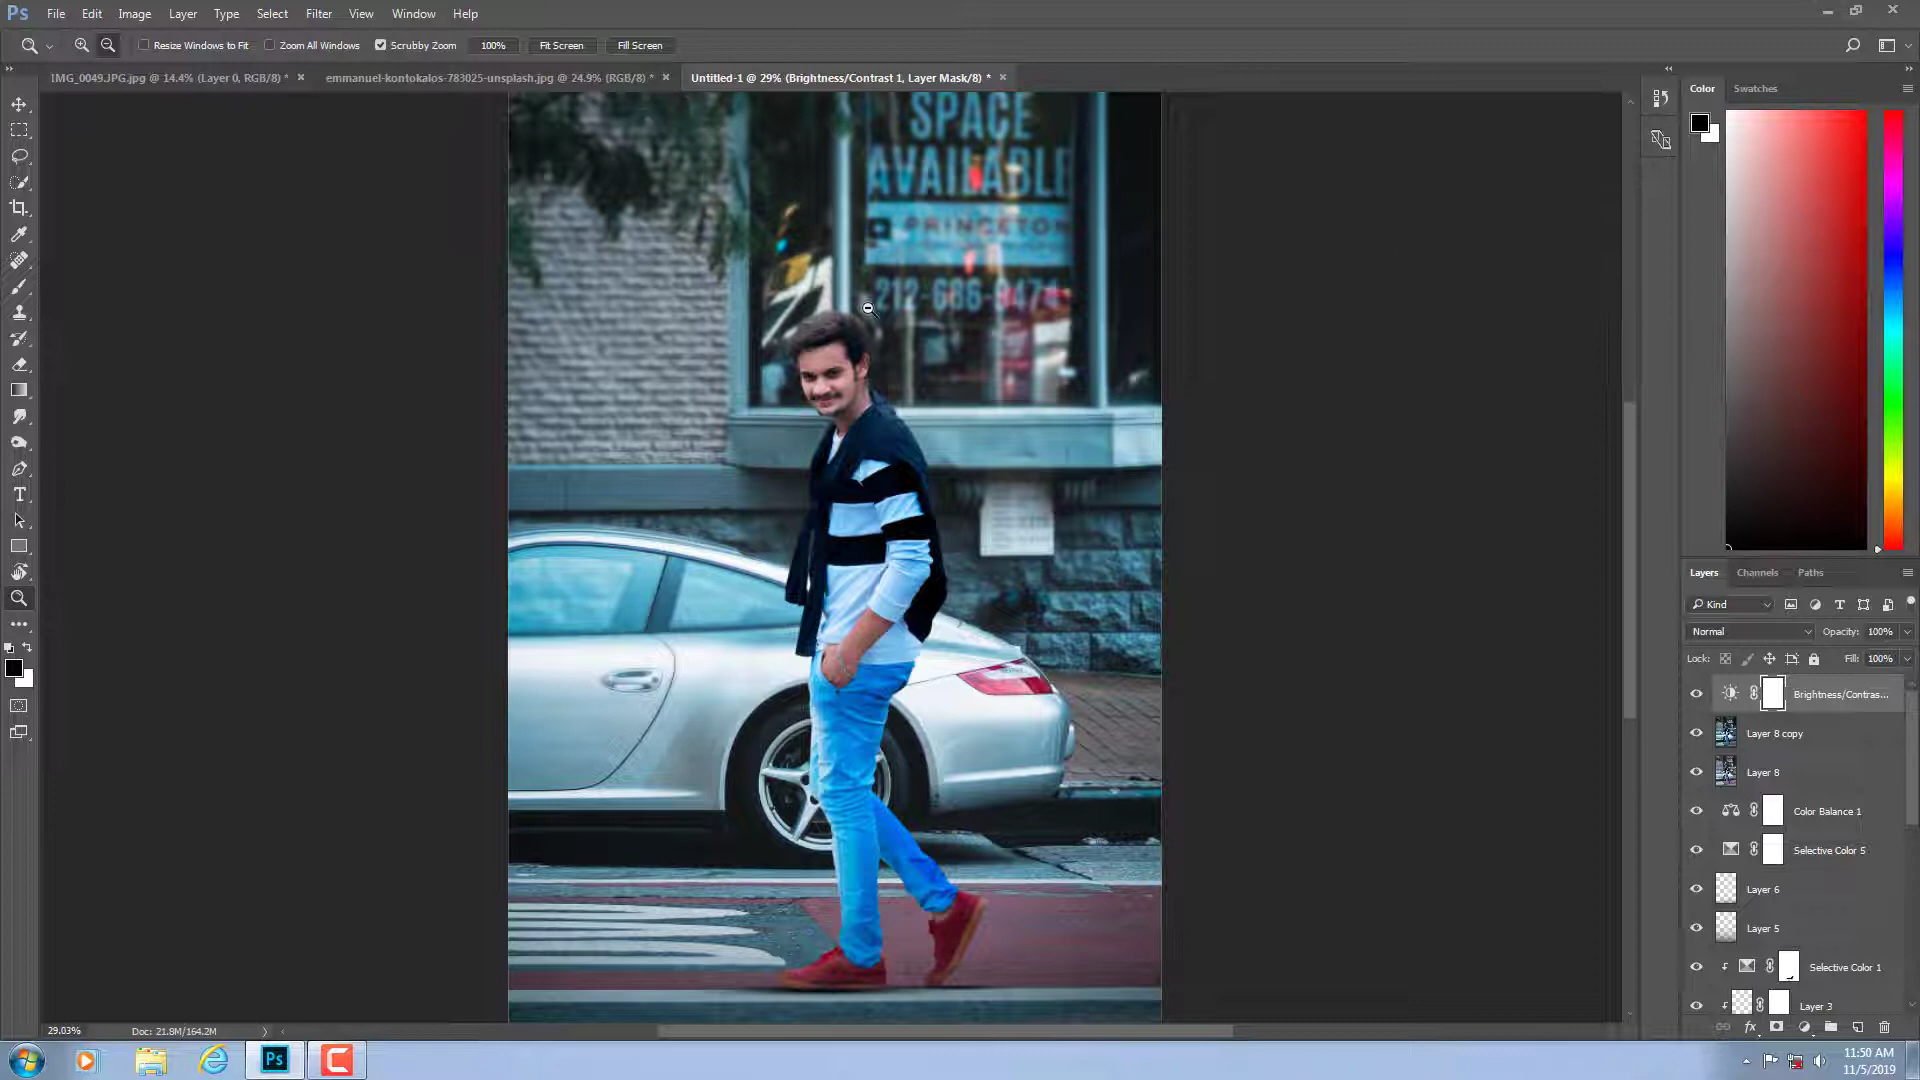 Ps File Edit Image Layer Type Select Filter View Window Help
Resize Windows to Fit Zoom All Windows Scrubby Zoom 100% Fit Screen Fill Screen
IMG_0049.JPG.jpg @ 14.4% (Layer 0, RGB/8) * × emmanuel-kontokalos-783025-unsplash.jpg @ 24.9% (RGB/8) * × Untitled-1 @ 29% (Brightness/Contrast 1, Layer Mask/8) * ×
Color Swatches
SPACE
AVAILABLE
PRINCETON
212-686-9474
Layers Channels Paths
Kind
Normal Opacity: 100%
Lock: Fill: 100%
Brightness/Contras...
Layer 8 copy
Layer 8
Color Balance 1
Selective Color 5
Layer 6
Layer 5
Selective Color 1
Layer 3
29.03% Doc: 21.8M/164.2M
Ps
11:50 AM
11/5/2019